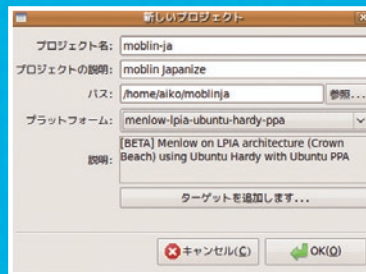 新しいプロジェクト
プロジェクト名: moblin-ja
プロジェクトの説明: moblin Japanize
パス: /home/aiko/moblinja 参照...
プラットフォーム: menlow-lpia-ubuntu-hardy-ppa
説明: [BETA] Menlow on LPIA architecture (Crown
Beach) using Ubuntu Hardy with Ubuntu PPA
ターゲットを追加します...
キャンセル(C) OK(O)